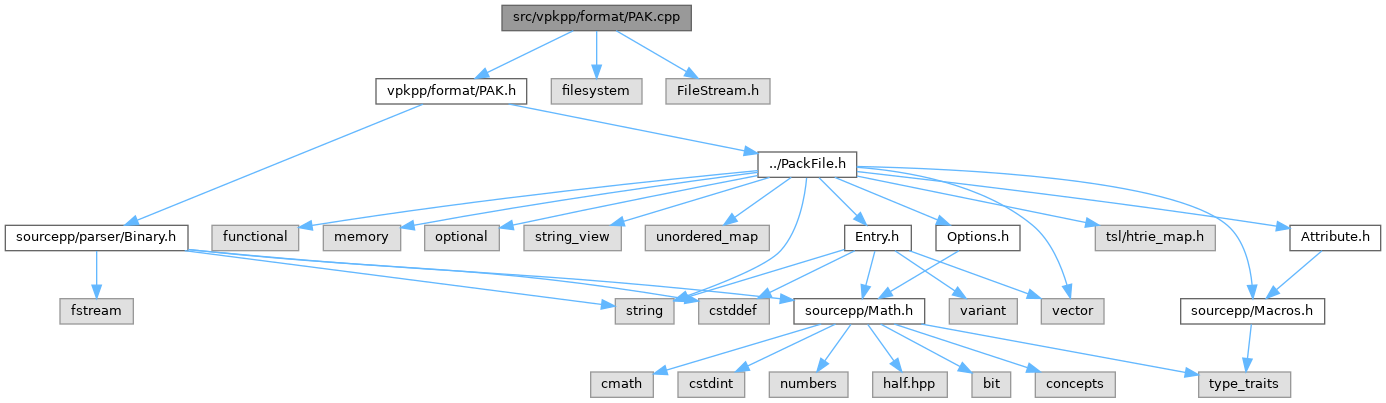 src/vpkpp/format/PAK.cpp
vpkpp/format/PAK.h
filesystem
FileStream.h
../PackFile.h
sourcepp/parser/Binary.h
functional
memory
optional
string_view
unordered_map
Entry.h
Options.h
tsl/htrie_map.h
Attribute.h
fstream
string
cstddef
sourcepp/Math.h
variant
vector
sourcepp/Macros.h
cmath
cstdint
numbers
half.hpp
bit
concepts
type_traits